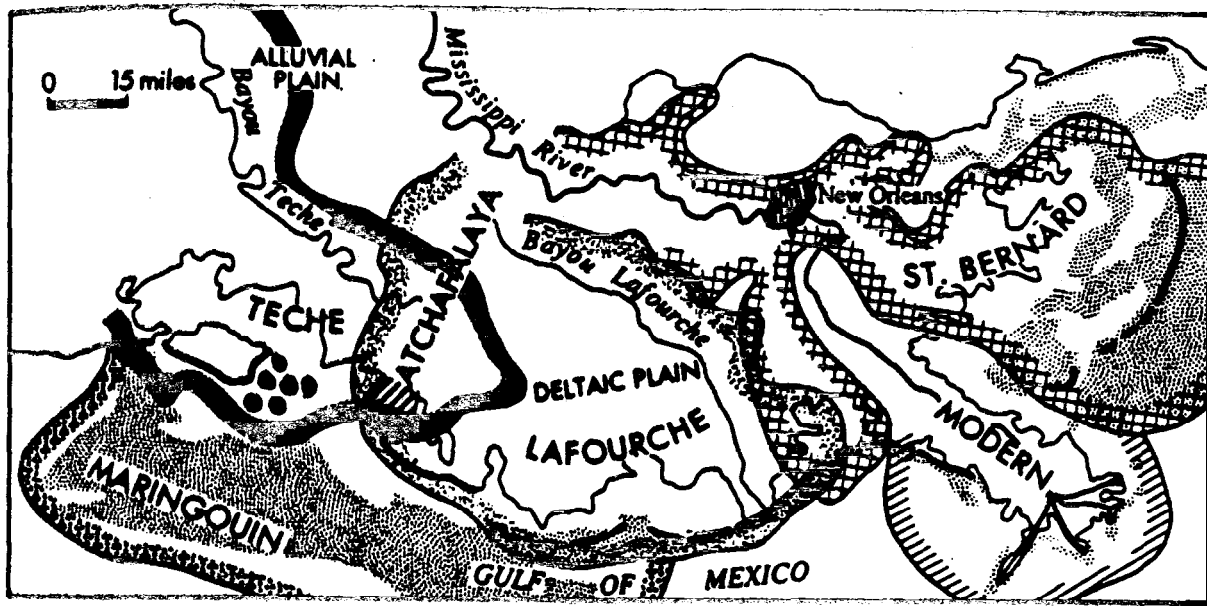 ALLUVIAL
PLAIN
0 15 miles
Bayou
Teche
Mississippi
River
New Orleans
ATCHAFALAYA
Bayou Lafourche
ST. BERNARD
TECHE
DELTAIC PLAIN
LAFOURCHE
MODERN
MARINGOUIN
GULF OF MEXICO